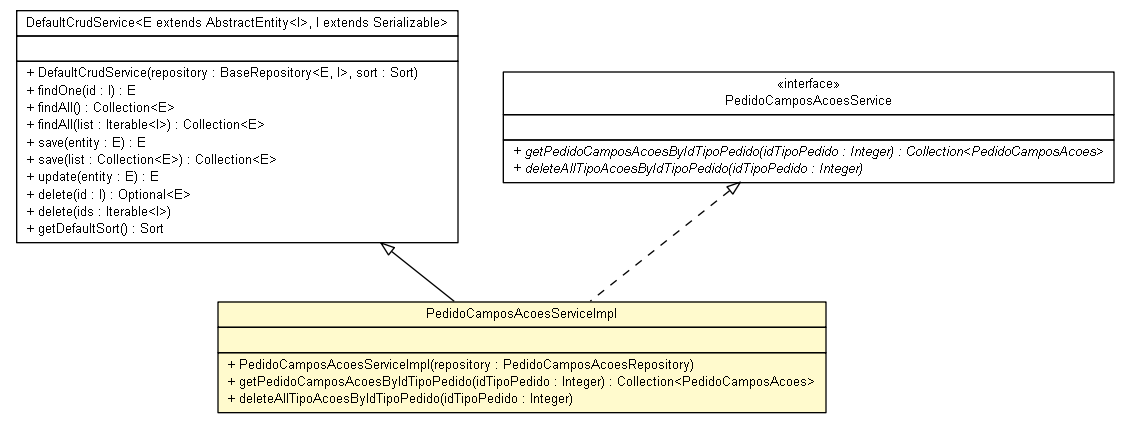 DefaultCrudService<E extends AbstractEntity<I>, I extends Serializable>
+ DefaultCrudService(repository : BaseRepository<E, I>, sort : Sort)
+ findOne(id : I) : E
+ findAll() : Collection<E>
+ findAll(list : Iterable<I>) : Collection<E>
+ save(entity : E) : E
+ save(list : Collection<E>) : Collection<E>
+ update(entity : E) : E
+ delete(id : I) : Optional<E>
+ delete(ids : Iterable<I>)
+ getDefaultSort() : Sort
«interface»
PedidoCamposAcoesService
+ getPedidoCamposAcoesByIdTipoPedido(idTipoPedido : Integer) : Collection<PedidoCamposAcoes>
+ deleteAllTipoAcoesByIdTipoPedido(idTipoPedido : Integer)
PedidoCamposAcoesServiceImpl
+ PedidoCamposAcoesServiceImpl(repository : PedidoCamposAcoesRepository)
+ getPedidoCamposAcoesByIdTipoPedido(idTipoPedido : Integer) : Collection<PedidoCamposAcoes>
+ deleteAllTipoAcoesByIdTipoPedido(idTipoPedido : Integer)